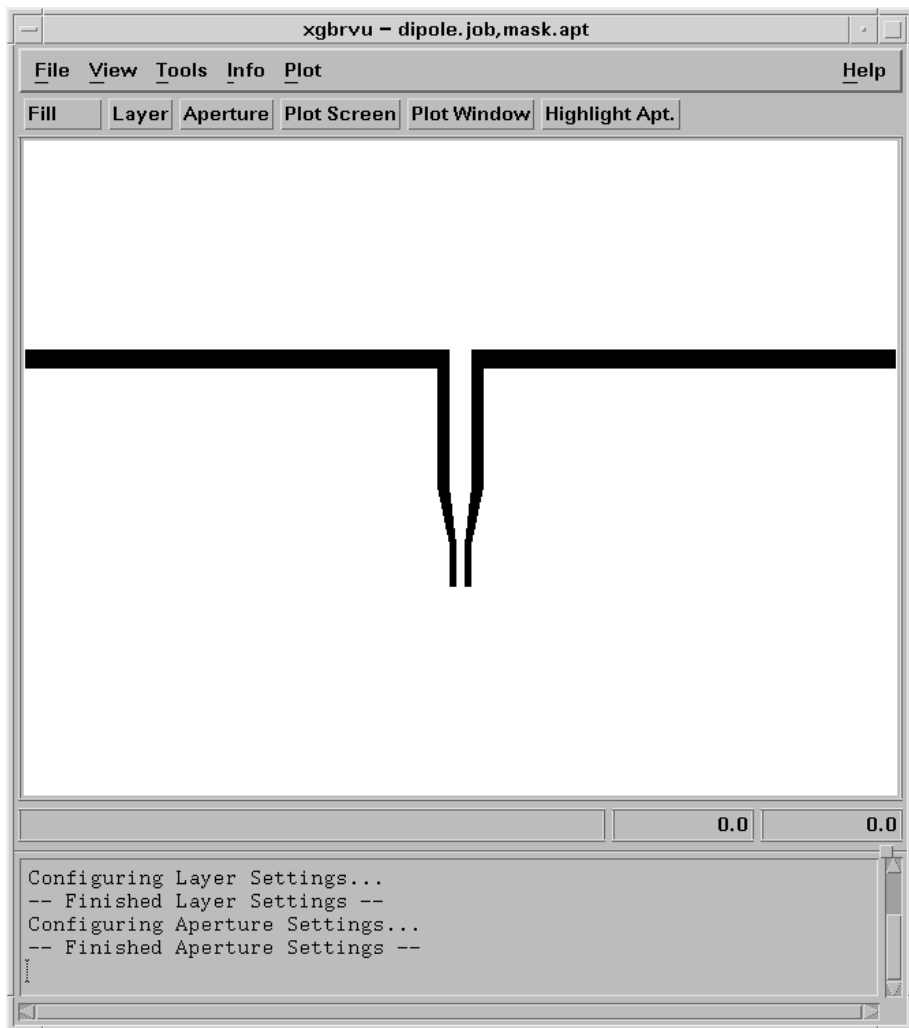 xgbrvu – dipole.job,mask.apt
File View Tools Info Plot Help
Fill Layer Aperture Plot Screen Plot Window Highlight Apt.
0.0 0.0
Configuring Layer Settings...
-- Finished Layer Settings --
Configuring Aperture Settings...
-- Finished Aperture Settings --